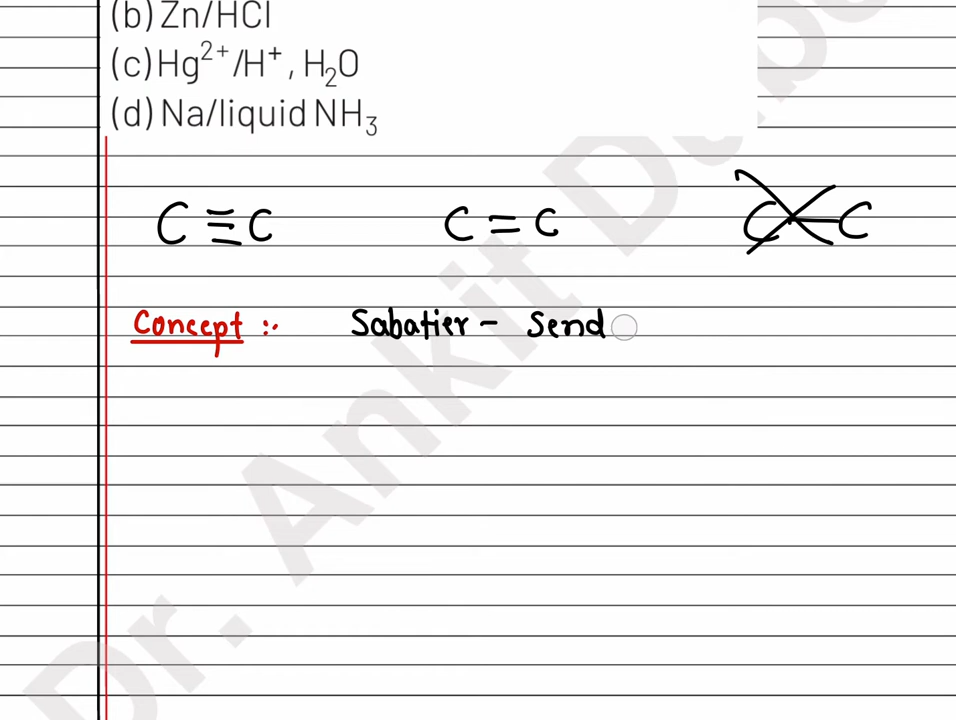 (b) Zn/HCl
(c) Hg²⁺/H⁺, H₂O
(d) Na/liquid NH₃
C ≡ C C = C C – C
Concept :- Sabatier - Send
Dr. Ankit